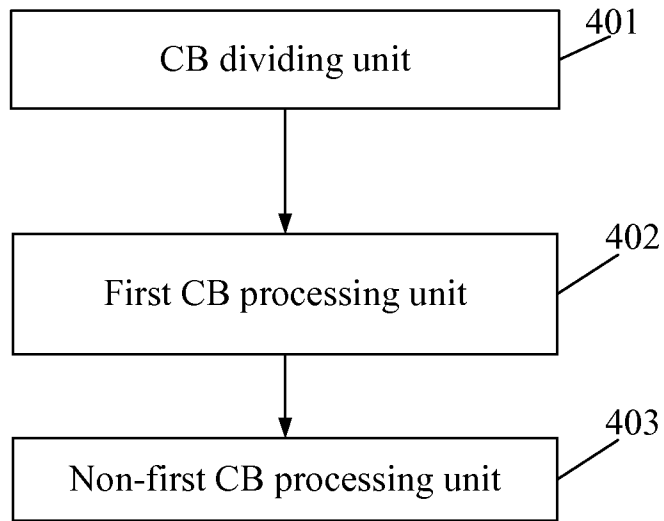 401
CB dividing unit
402
First CB processing unit
403
Non-first CB processing unit